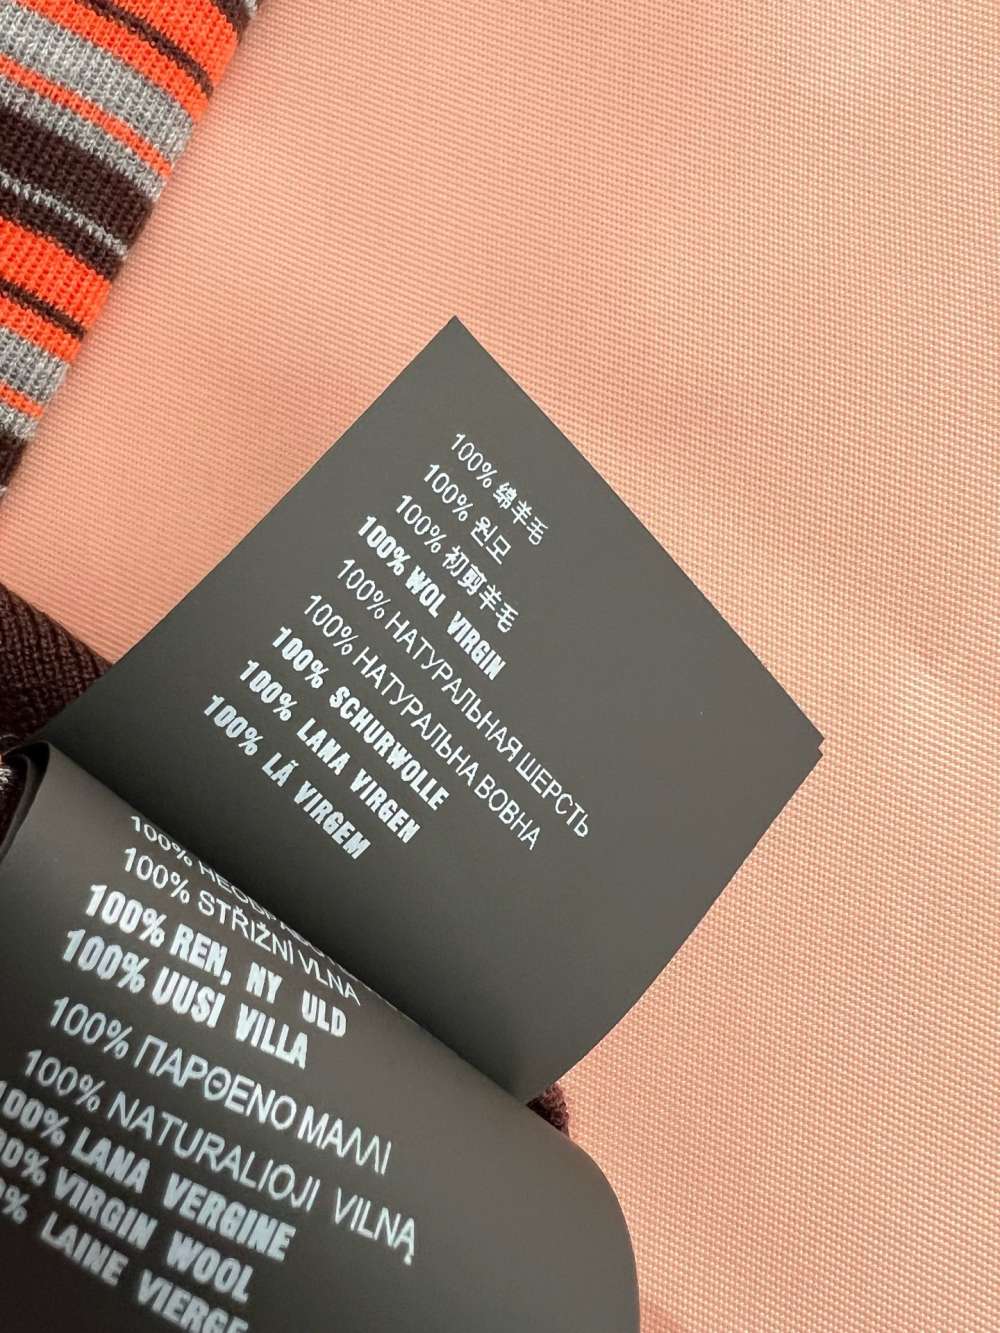 100% 绵羊毛
100% 원모
100% 初剪羊毛
100% WOL VIRGIN
100% НАТУРАЛЬНАЯ ШЕРСТЬ
100% НАТУРАЛЬНА ВОВНА
100% SCHURWOLLE
100% LANA VIRGEN
100% LÃ VIRGEM
100%
100% STŘIŽNÍ VLNA
100% REN, NY ULD
100% UUSI VILLA
100% ΠΑΡΘΕΝΟ ΜΑΛΛΙ
100% NATURALIOJI VILNĄ
100% LANA VERGINE
VIRGIN WOOL
LAINE VIERGE